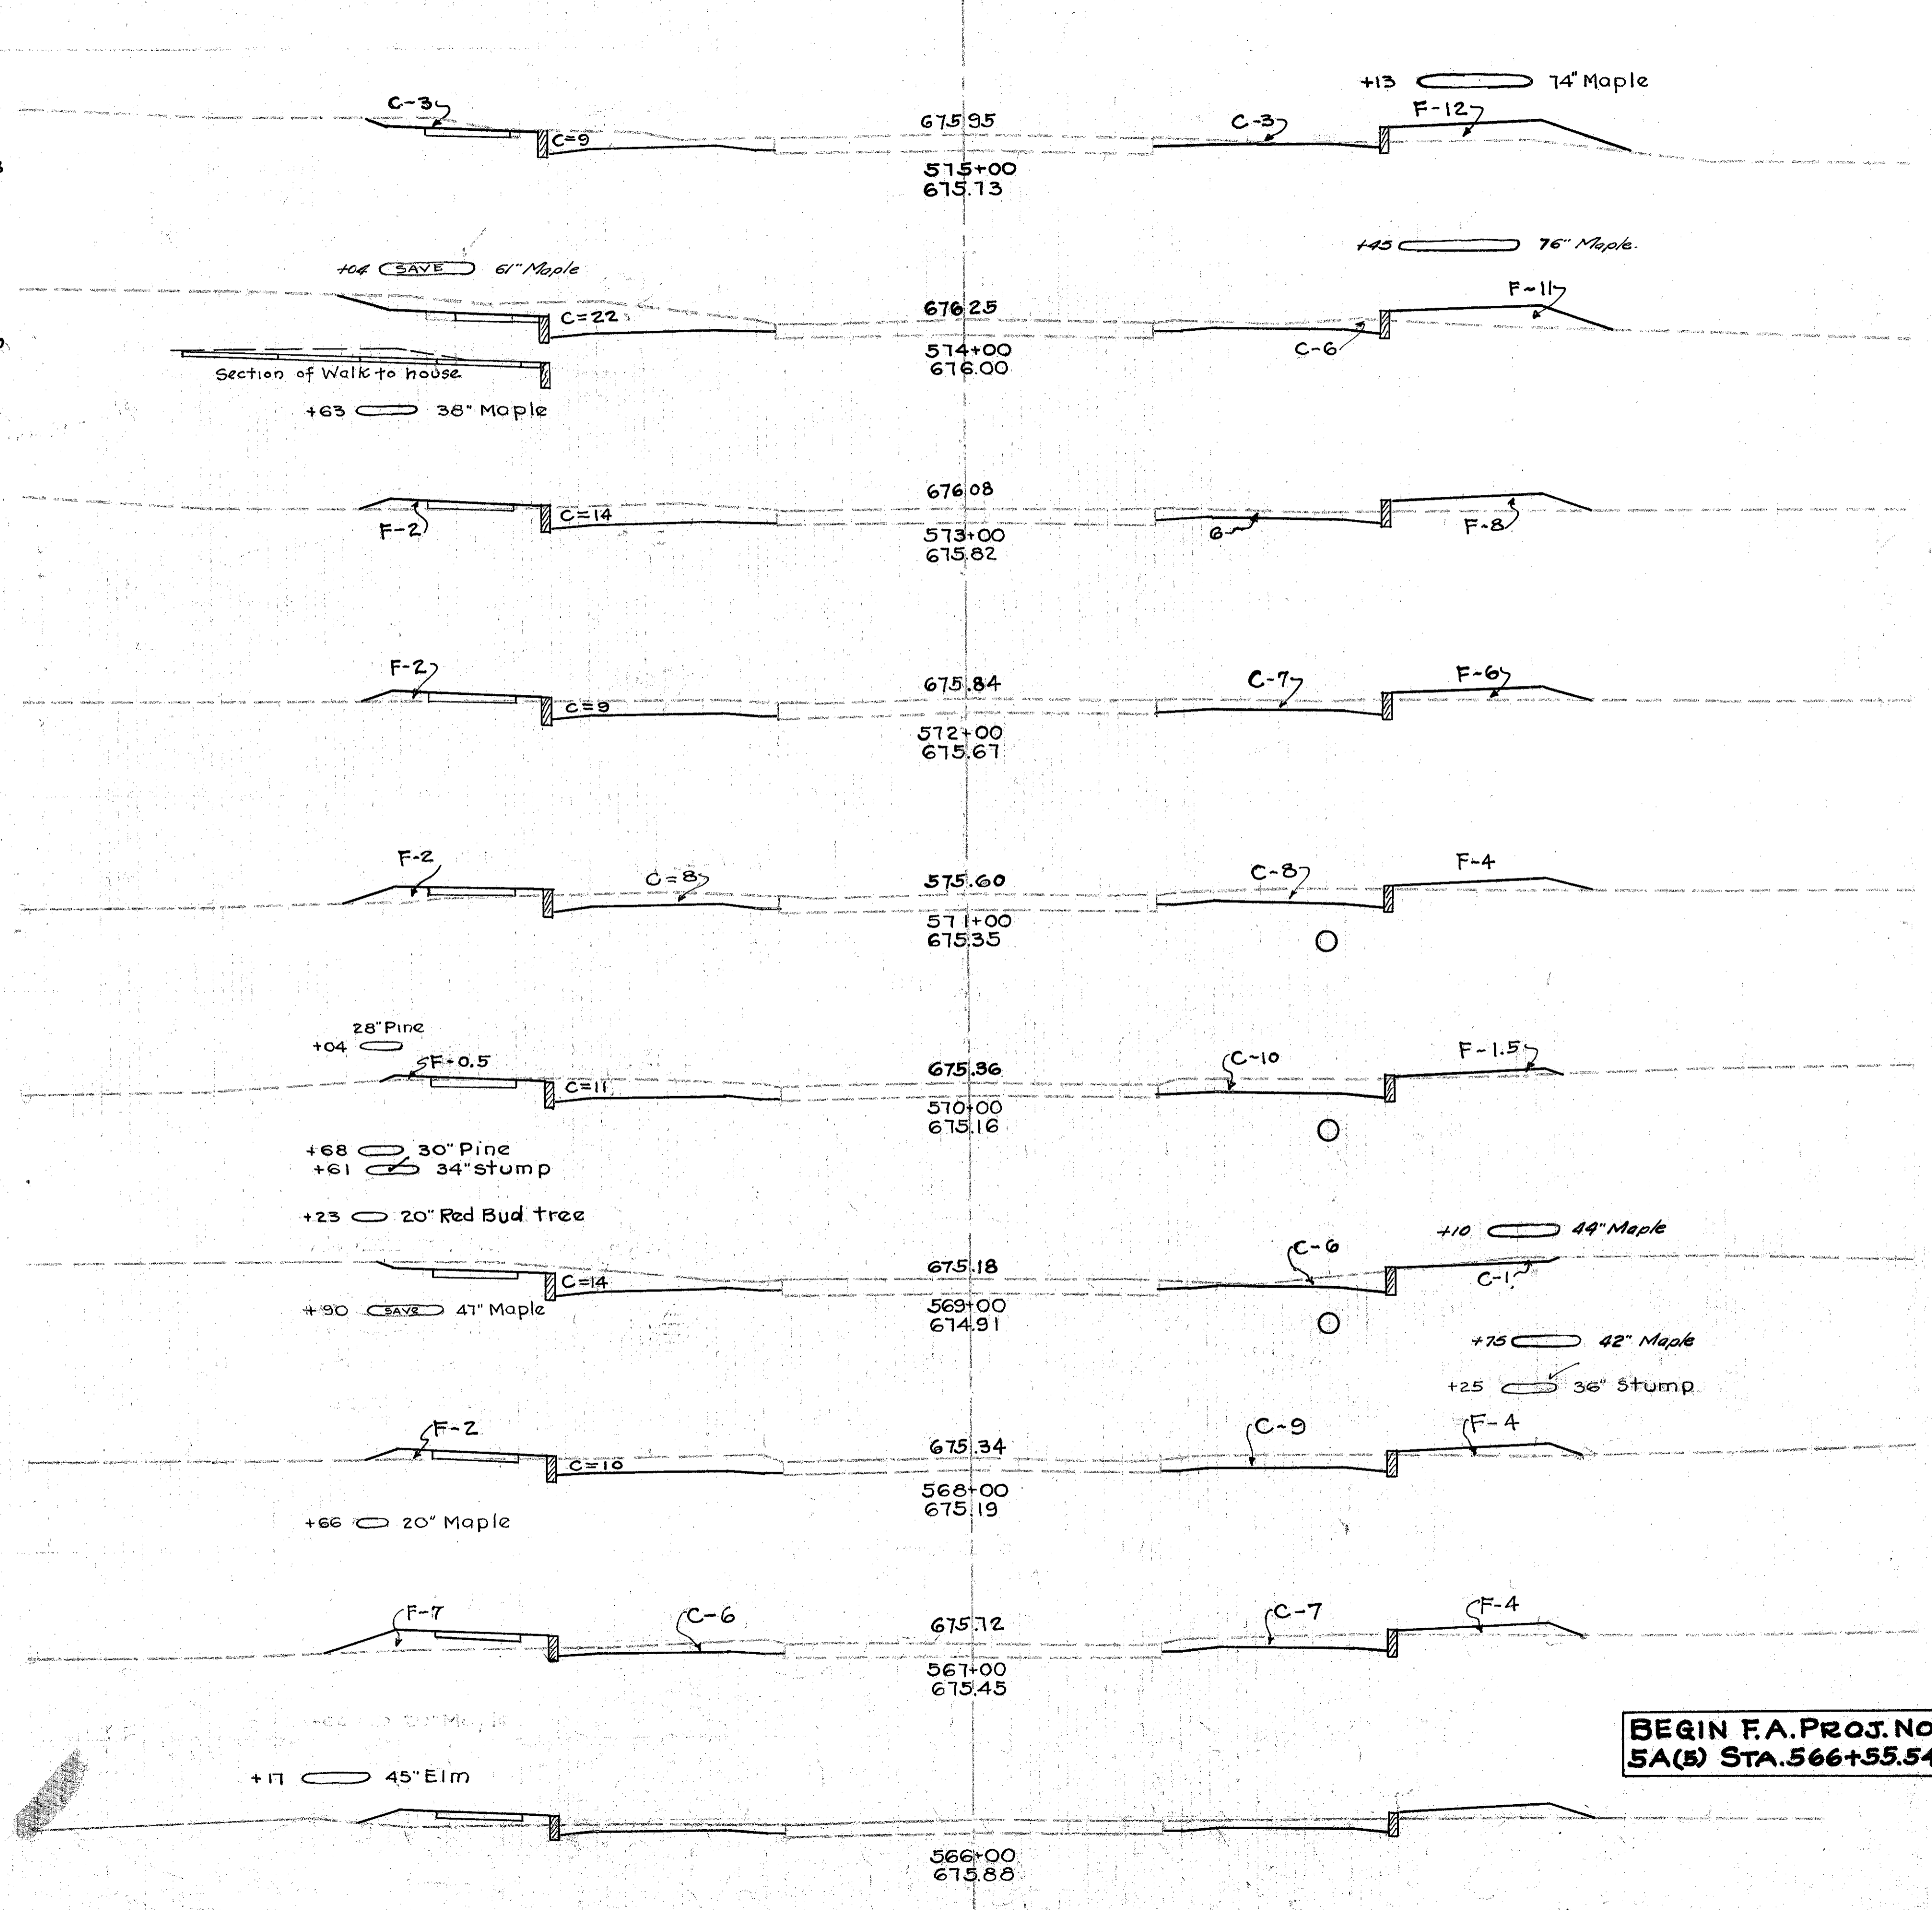 +13 74" Maple
C-3 C=9 675.95 C-3 F-12
575+00
675.73
+45 76" Maple.
+04 SAVE 61" Maple
F-11
C=22 676.25
C-6
574+00
676.00
Section of Walk to house
+63 38" Maple
676.08
F-2 C=14 6 F-8
573+00
675.82
F-2 C=9 675.84 C-7 F-6
572+00
675.67
F-2 C=8 575.60 C-8 F-4
571+00
675.35
28" Pine
+04
F-0.5 C=11 675.36 C-10 F-1.5
570+00
675.16
+68 30" Pine
+61 34" stump
+23 20" Red Bud tree
+10 44" Maple
C=14 675.18 C-6 C-1
569+00
674.91
+90 SAVE 47" Maple
+75 42" Maple
+25 36" Stump
F-2 C=10 675.34 C-9 F-4
568+00
675.19
+66 20" Maple
F-7 C-6 675.72 C-7 F-4
567+00
675.45
BEGIN F.A. PROJ. NO
5A(5) STA. 566+55.54
+17 45" Elm
566+00
675.88